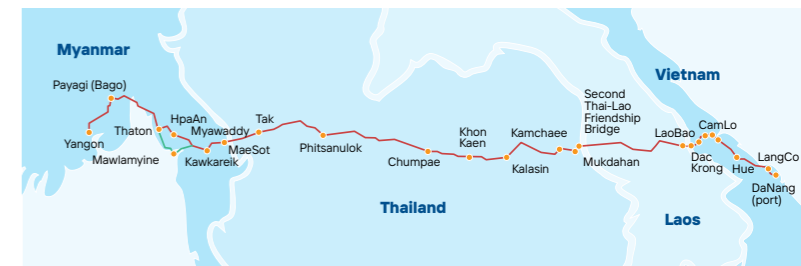 Myanmar
Payagi (Bago)
Yangon
Thaton
HpaAn
Mawlamyine
Myawaddy
Kawkareik
MaeSot
Tak
Phitsanulok
Chumpae
Khon
Kaen
Kalasin
Kamchaee
Second
Thai-Lao
Friendship
Bridge
Mukdahan
Thailand
Laos
Vietnam
LaoBao
CamLo
Dac
Krong
Hue
LangCo
DaNang
(port)